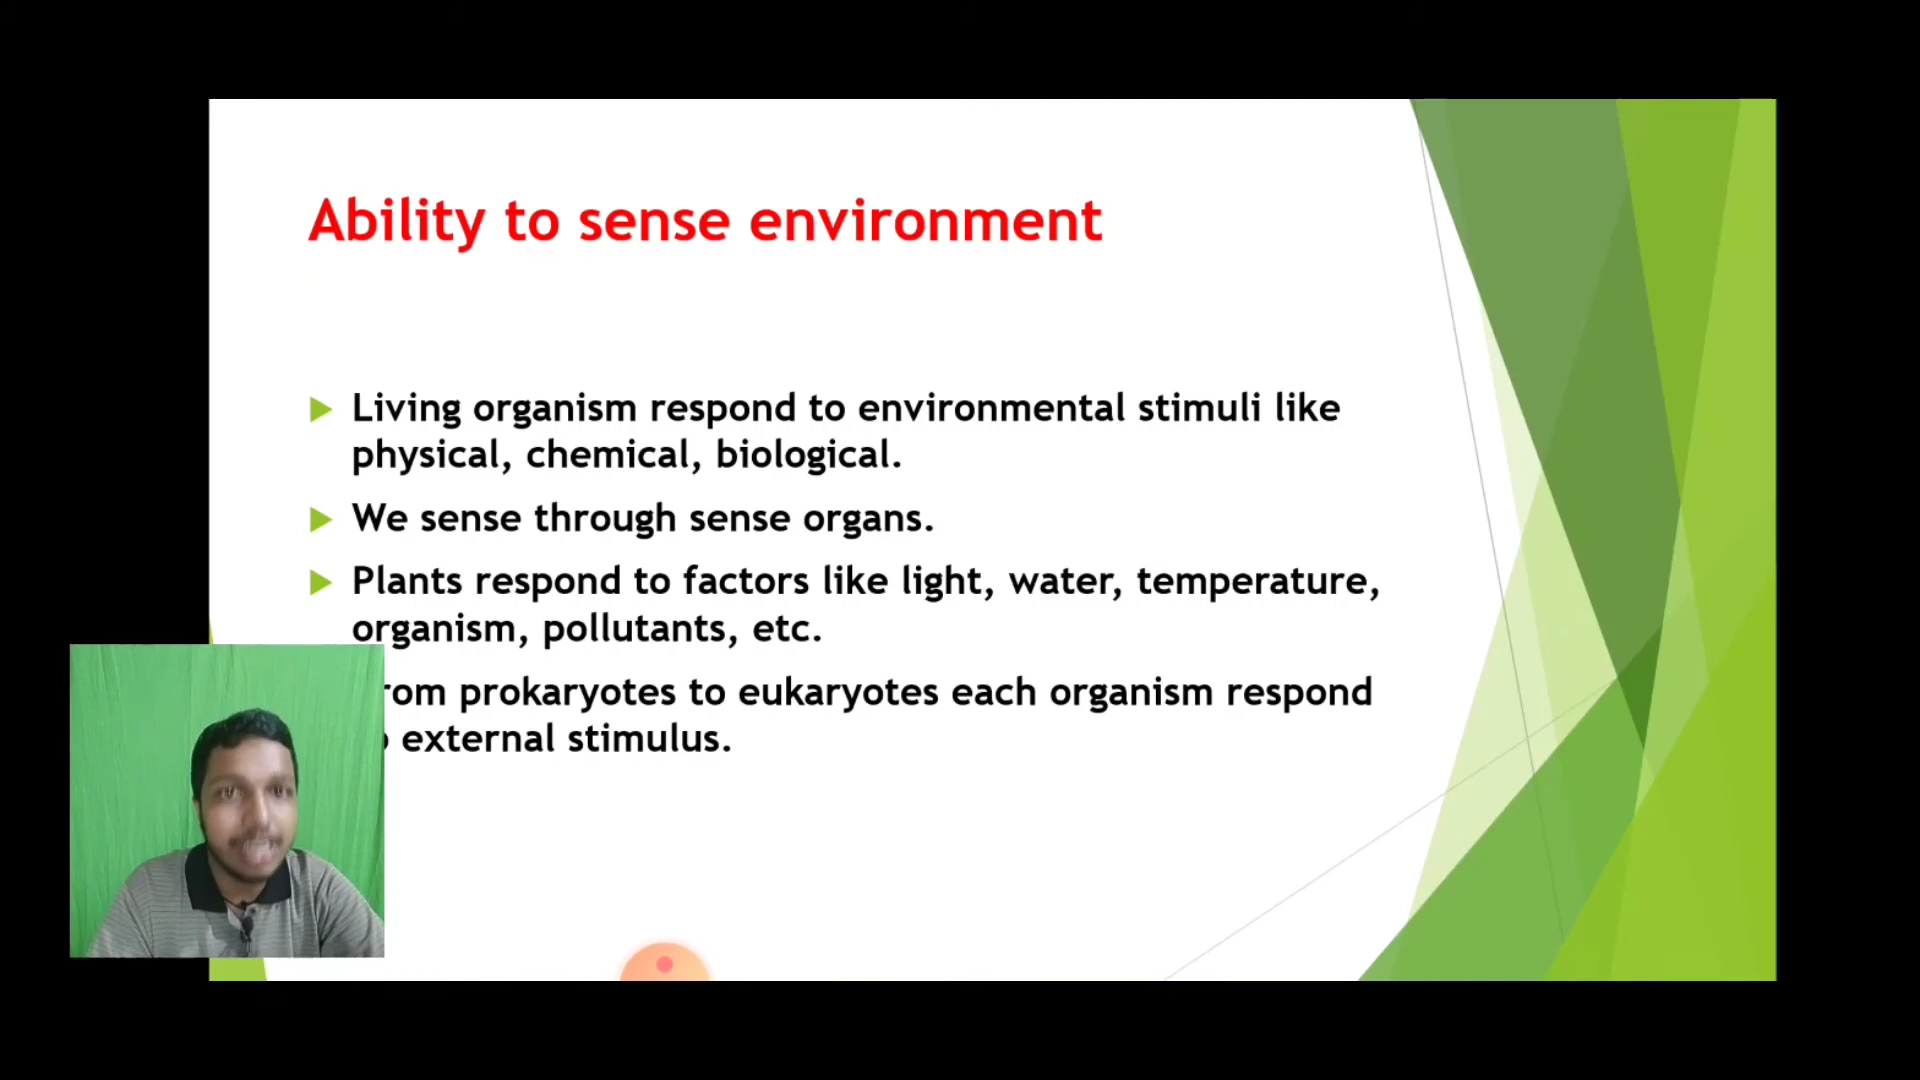 Ability to sense environment
Living organism respond to environmental stimuli like
physical, chemical, biological.
We sense through sense organs.
Plants respond to factors like light, water, temperature,
organism, pollutants, etc.
prokaryotes to eukaryotes each organism respond
external stimulus.